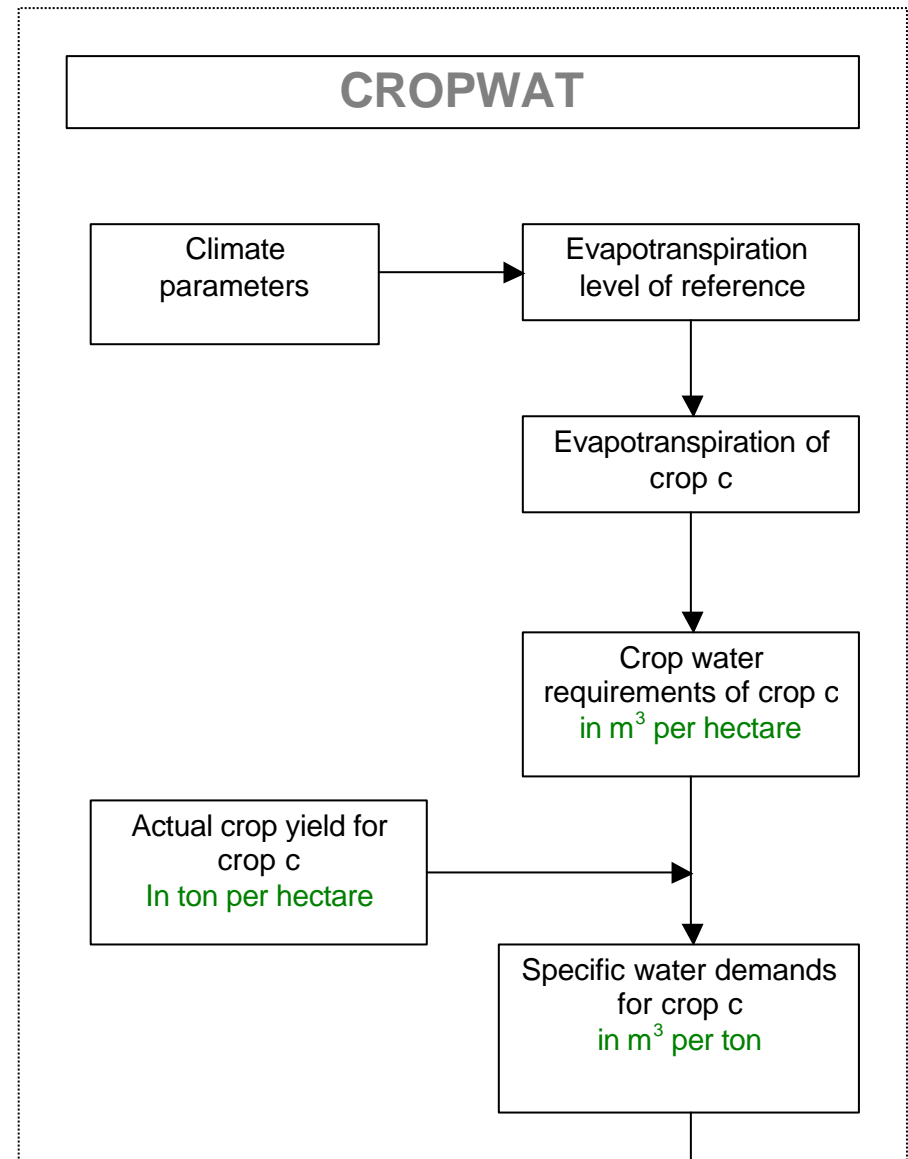 CROPWAT
Climate
parameters
Evapotranspiration
level of reference
Evapotranspiration of
crop c
Crop water
requirements of crop c
in m³ per hectare
Actual crop yield for
crop c
In ton per hectare
Specific water demands
for crop c
in m³ per ton